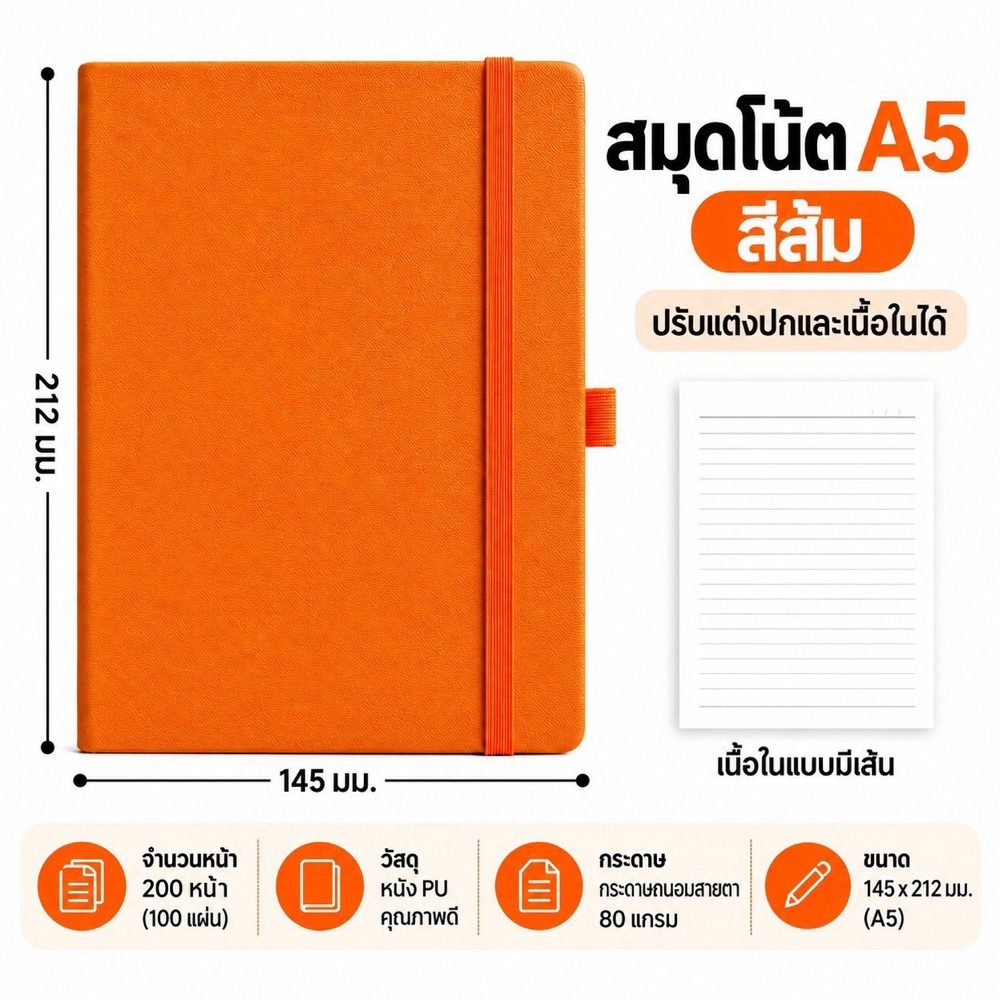 สมุดโน้ต A5
สีส้ม
ปรับแต่งปกและเนื้อในได้
212 มม.
145 มม.
เนื้อในแบบมีเส้น
จำนวนหน้า
200 หน้า
(100 แผ่น)
วัสดุ
หนัง PU
คุณภาพดี
กระดาษ
กระดาษถนอมสายตา
80 แกรม
ขนาด
145 x 212 มม.
(A5)